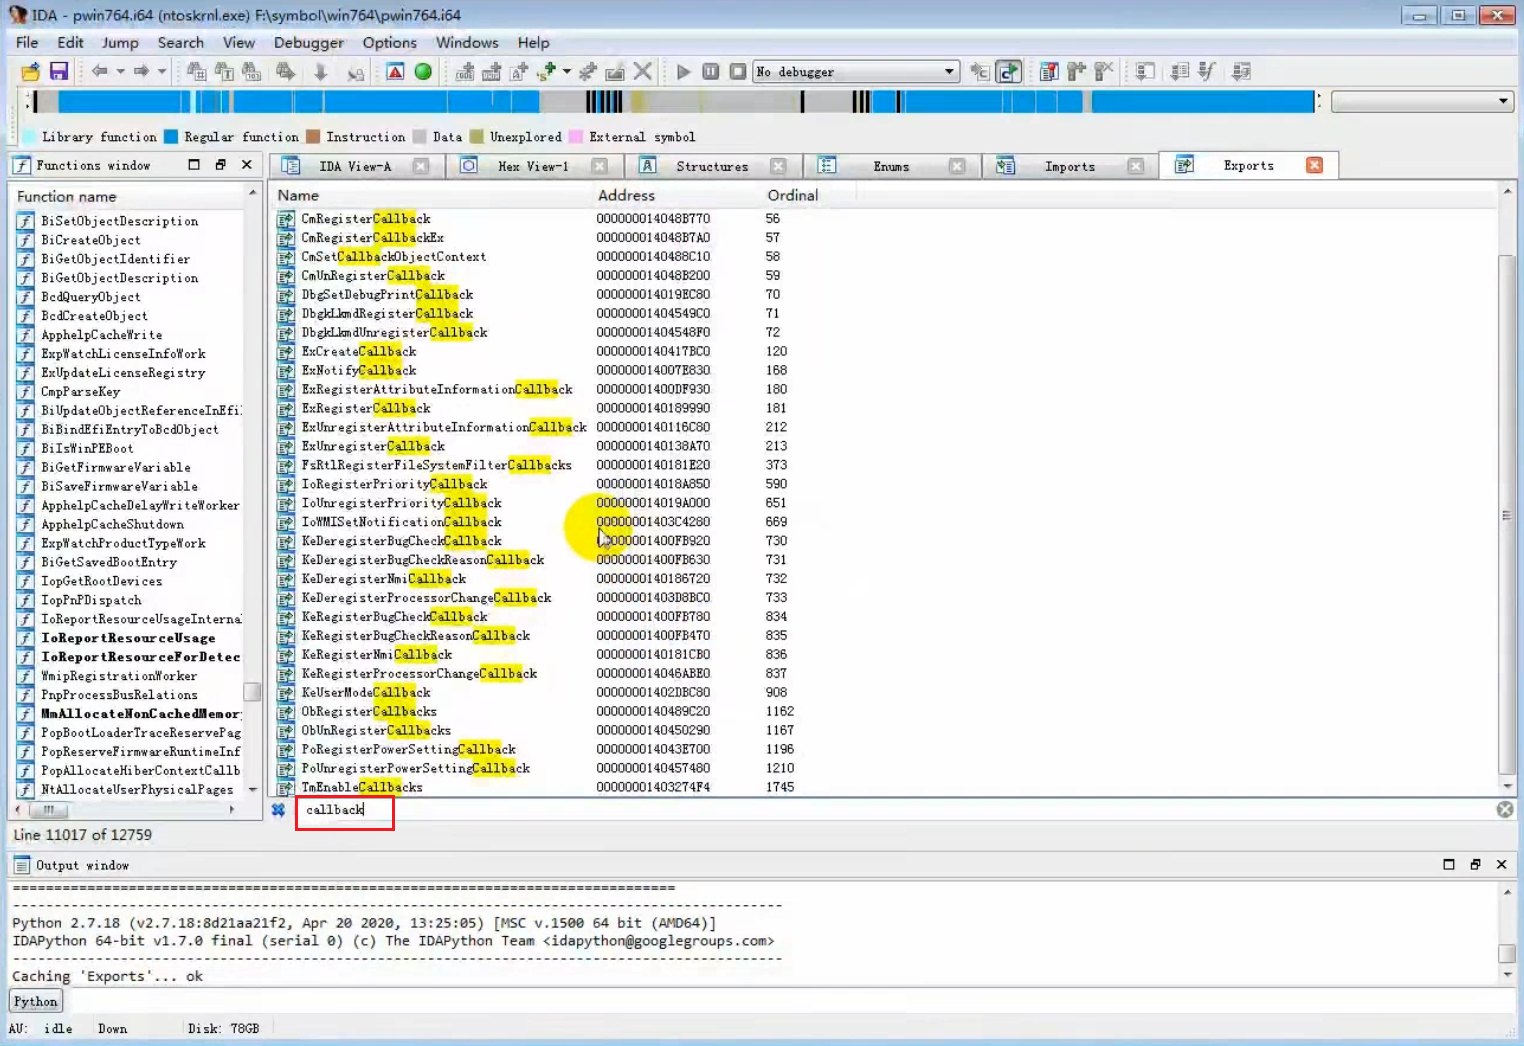 IDA - pwin764.i64 (ntoskrnl.exe) F:\symbol\win764\pwin764.i64
File Edit Jump Search View Debugger Options Windows Help
No debugger
Library function Regular function Instruction Data Unexplored External symbol
Functions window IDA View-A Hex View-1 Structures Enums Imports Exports
Function name
BiSetObjectDescription
BiCreateObject
BiGetObjectIdentifier
BiGetObjectDescription
BcdQueryObject
BcdCreateObject
ApphelpCacheWrite
ExpWatchLicenseInfoWork
ExUpdateLicenseRegistry
CmpParseKey
BiUpdateObjectReferenceInEfi
BiBindEfiEntryToBcdObject
BiIsWinPEBoot
BiGetFirmwareVariable
BiSaveFirmwareVariable
ApphelpCacheDelayWriteWorker
ApphelpCacheShutdown
ExpWatchProductTypeWork
BiGetSavedBootEntry
IopGetRootDevices
IopPnPDispatch
IoReportResourceUsageInterna
IoReportResourceUsage
IoReportResourceForDetec
WmipRegistrationWorker
PnpProcessBusRelations
MmAllocateNonCachedMemory
PopBootLoaderTraceReservePag
PopReserveFirmwareRuntimeInf
PopAllocateHiberContextCallb
NtAllocateUserPhysicalPages
Line 11017 of 12759
Name Address Ordinal
CmRegisterCallback 000000014048B770 56
CmRegisterCallbackEx 000000014048B7A0 57
CmSetCallbackObjectContext 0000000140488C10 58
CmUnRegisterCallback 000000014048B200 59
DbgSetDebugPrintCallback 000000014019EC80 70
DbgkLkmdRegisterCallback 00000001404549C0 71
DbgkLkmdUnregisterCallback 00000001404548F0 72
ExCreateCallback 0000000140417BC0 120
ExNotifyCallback 000000014007E830 168
ExRegisterAttributeInformationCallback 00000001400DF930 180
ExRegisterCallback 0000000140189990 181
ExUnregisterAttributeInformationCallback 0000000140116C80 212
ExUnregisterCallback 0000000140138A70 213
FsRtlRegisterFileSystemFilterCallbacks 0000000140181E20 373
IoRegisterPriorityCallback 000000014018A850 590
IoUnregisterPriorityCallback 000000014019A000 651
IoWMISetNotificationCallback 00000001403C4280 669
KeDeregisterBugCheckCallback 00000001400FB920 730
KeDeregisterBugCheckReasonCallback 00000001400FB630 731
KeDeregisterNmiCallback 0000000140186720 732
KeDeregisterProcessorChangeCallback 00000001403D8BC0 733
KeRegisterBugCheckCallback 00000001400FB780 834
KeRegisterBugCheckReasonCallback 00000001400FB470 835
KeRegisterNmiCallback 0000000140181CB0 836
KeRegisterProcessorChangeCallback 000000014046ABE0 837
KeUserModeCallback 00000001402DBC80 908
ObRegisterCallbacks 0000000140489C20 1162
ObUnRegisterCallbacks 0000000140450290 1167
PoRegisterPowerSettingCallback 000000014043E700 1196
PoUnregisterPowerSettingCallback 0000000140457480 1210
TmEnableCallbacks 00000001403274F4 1745
callback
Output window
================================================================================
--------------------------------------------------------------------------------
Python 2.7.18 (v2.7.18:8d21aa21f2, Apr 20 2020, 13:25:05) [MSC v.1500 64 bit (AMD64)]
IDAPython 64-bit v1.7.0 final (serial 0) (c) The IDAPython Team <idapython@googlegroups.com>
--------------------------------------------------------------------------------
Caching 'Exports'... ok
Python
AU: idle Down Disk: 78GB